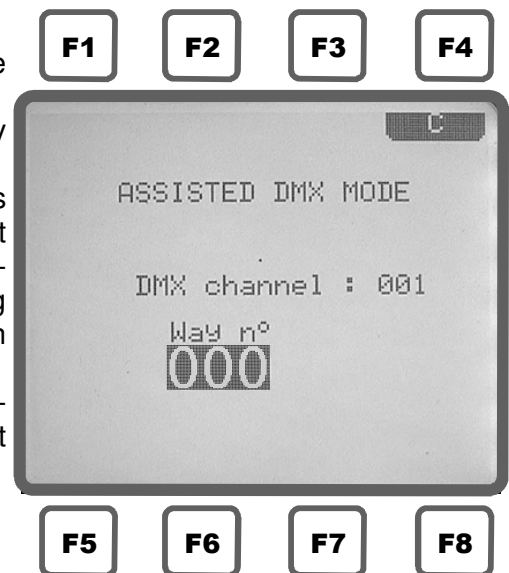 F1 F2 F3 F4
C
ASSISTED DMX MODE
DMX channel : 001
Way n°
000
F5 F6 F7 F8